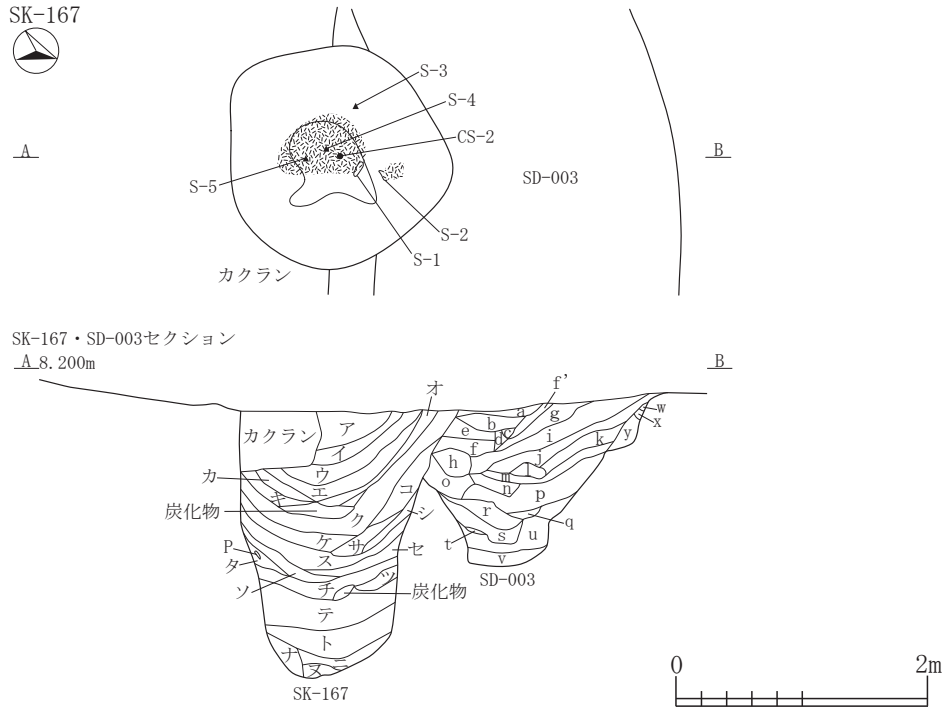 SK-167
S-3
S-4
CS-2
A
B
SD-003
S-5
S-2
S-1
カクラン
SK-167・SD-003セクション
A 8.200m
B
オ
f'
a
g
w
x
カクラン
ア
b
c
e
d
i
k
y
イ
f
j
カ
ウ
h
m
l
キ
エ
コ
o
n
p
炭化物
ク
シ
r
q
ケ
サ
セ
t
s
u
P
ス
タ
v
ソ
チ
ツ
炭化物
SD-003
テ
ト
ナ
ヌ
ニ
SK-167
0
2m